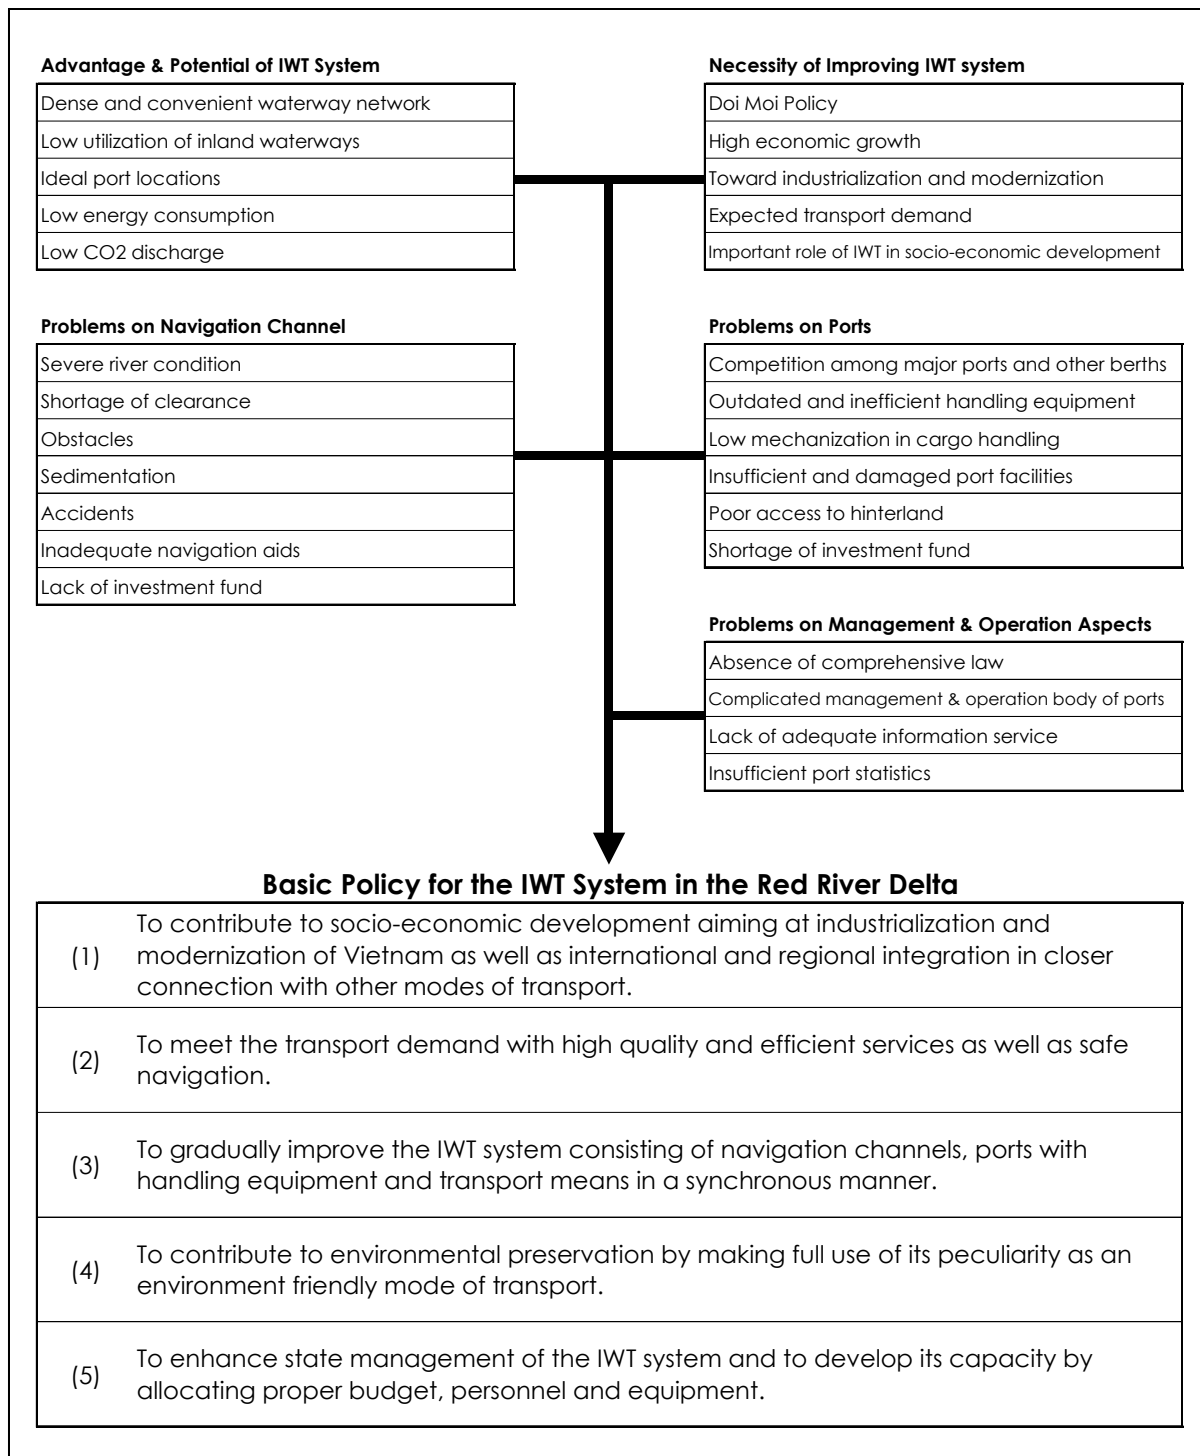 Advantage & Potential of IWT System
Dense and convenient waterway network
Low utilization of inland waterways
Ideal port locations
Low energy consumption
Low CO2 discharge
Necessity of Improving IWT system
Doi Moi Policy
High economic growth
Toward industrialization and modernization
Expected transport demand
Important role of IWT in socio-economic development
Problems on Navigation Channel
Severe river condition
Shortage of clearance
Obstacles
Sedimentation
Accidents
Inadequate navigation aids
Lack of investment fund
Problems on Ports
Competition among major ports and other berths
Outdated and inefficient handling equipment
Low mechanization in cargo handling
Insufficient and damaged port facilities
Poor access to hinterland
Shortage of investment fund
Problems on Management & Operation Aspects
Absence of comprehensive law
Complicated management & operation body of ports
Lack of adequate information service
Insufficient port statistics
Basic Policy for the IWT System in the Red River Delta
(1)
To contribute to socio-economic development aiming at industrialization and
modernization of Vietnam as well as international and regional integration in closer
connection with other modes of transport.
(2)
To meet the transport demand with high quality and efficient services as well as safe
navigation.
(3)
To gradually improve the IWT system consisting of navigation channels, ports with
handling equipment and transport means in a synchronous manner.
(4)
To contribute to environmental preservation by making full use of its peculiarity as an
environment friendly mode of transport.
(5)
To enhance state management of the IWT system and to develop its capacity by
allocating proper budget, personnel and equipment.